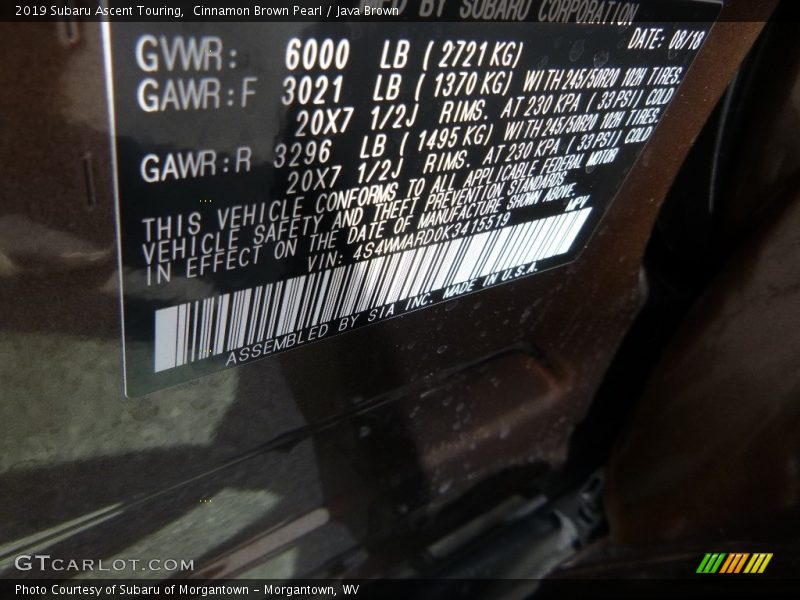 2019 Subaru Ascent Touring,  Cinnamon Brown Pearl / Java Brown
BY SUBARU CORPORATION
DATE: 08/18
GVWR: 6000 LB (2721 KG)
GAWR:F 3021 LB (1370 KG) WITH 245/50R20 102H TIRES.
20X7 1/2J RIMS. AT 230 KPA (33 PSI) COLD
GAWR:R 3296 LB (1495 KG) WITH 245/50R20 102H TIRES.
20X7 1/2J RIMS. AT 230 KPA (33 PSI) COLD
THIS VEHICLE CONFORMS TO ALL APPLICABLE FEDERAL MOTOR
VEHICLE SAFETY AND THEFT PREVENTION STANDARDS
IN EFFECT ON THE DATE OF MANUFACTURE SHOWN ABOVE.
VIN: 4S4WMARD0K3415519 MPV
ASSEMBLED BY SIA INC. MADE IN U.S.A.
GTCARLOT.COM
Photo Courtesy of Subaru of Morgantown - Morgantown, WV